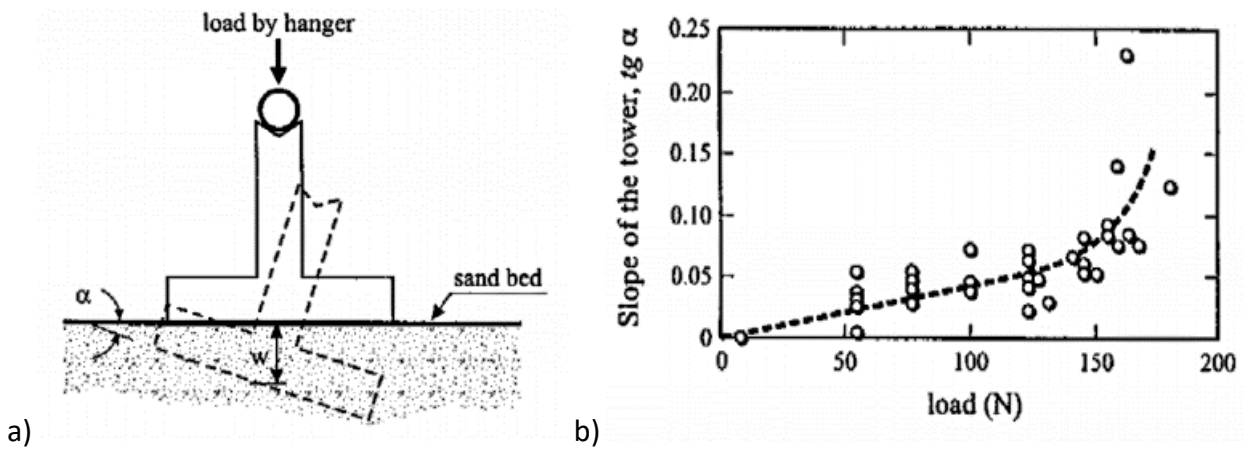 load by hanger
sand bed
α
w
a)
Slope of the tower, tg α
0.25
0.20
0.15
0.10
0.05
0
0 50 100 150 200
load (N)
b)